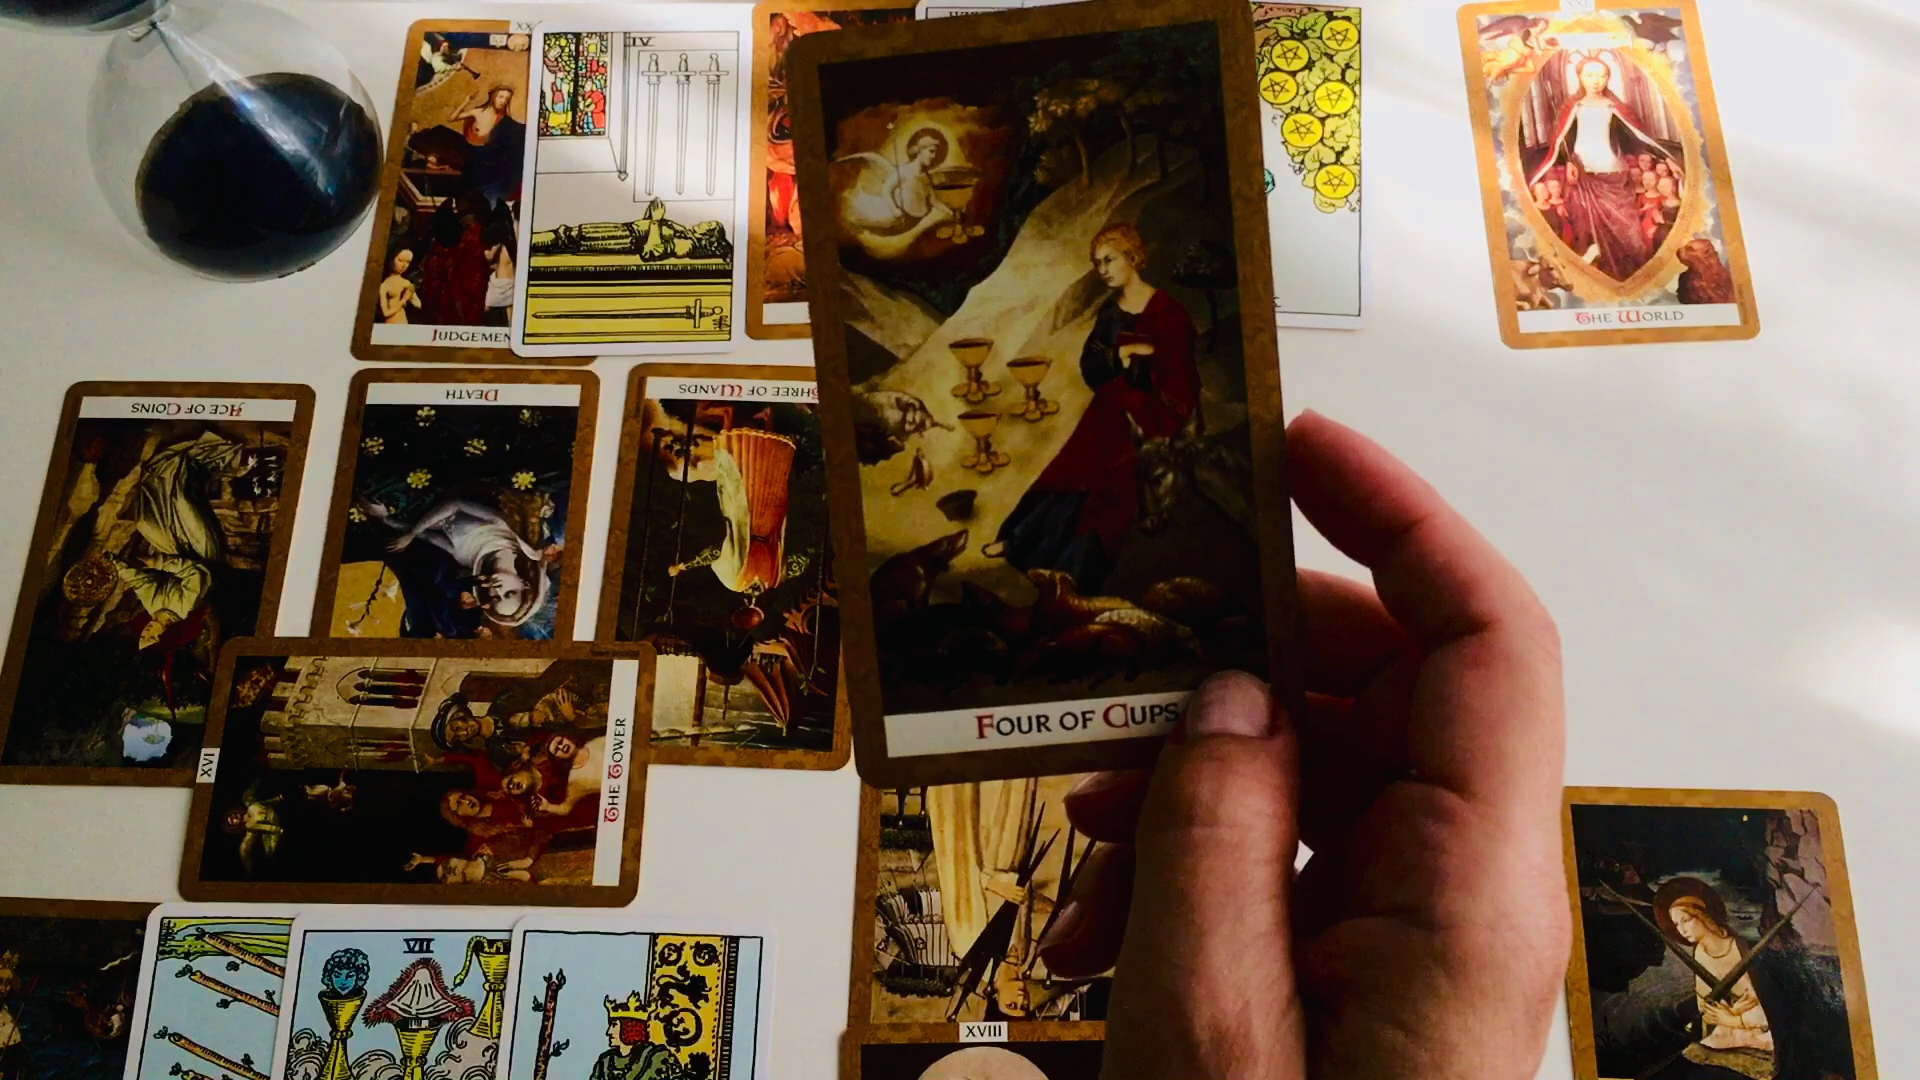 XX
IV
JUDGEMEN
THE WORLD
ACE OF COINS
DEATH
THREE OF WANDS
FOUR OF CUPS
XVI
THE TOWER
VII
XVIII